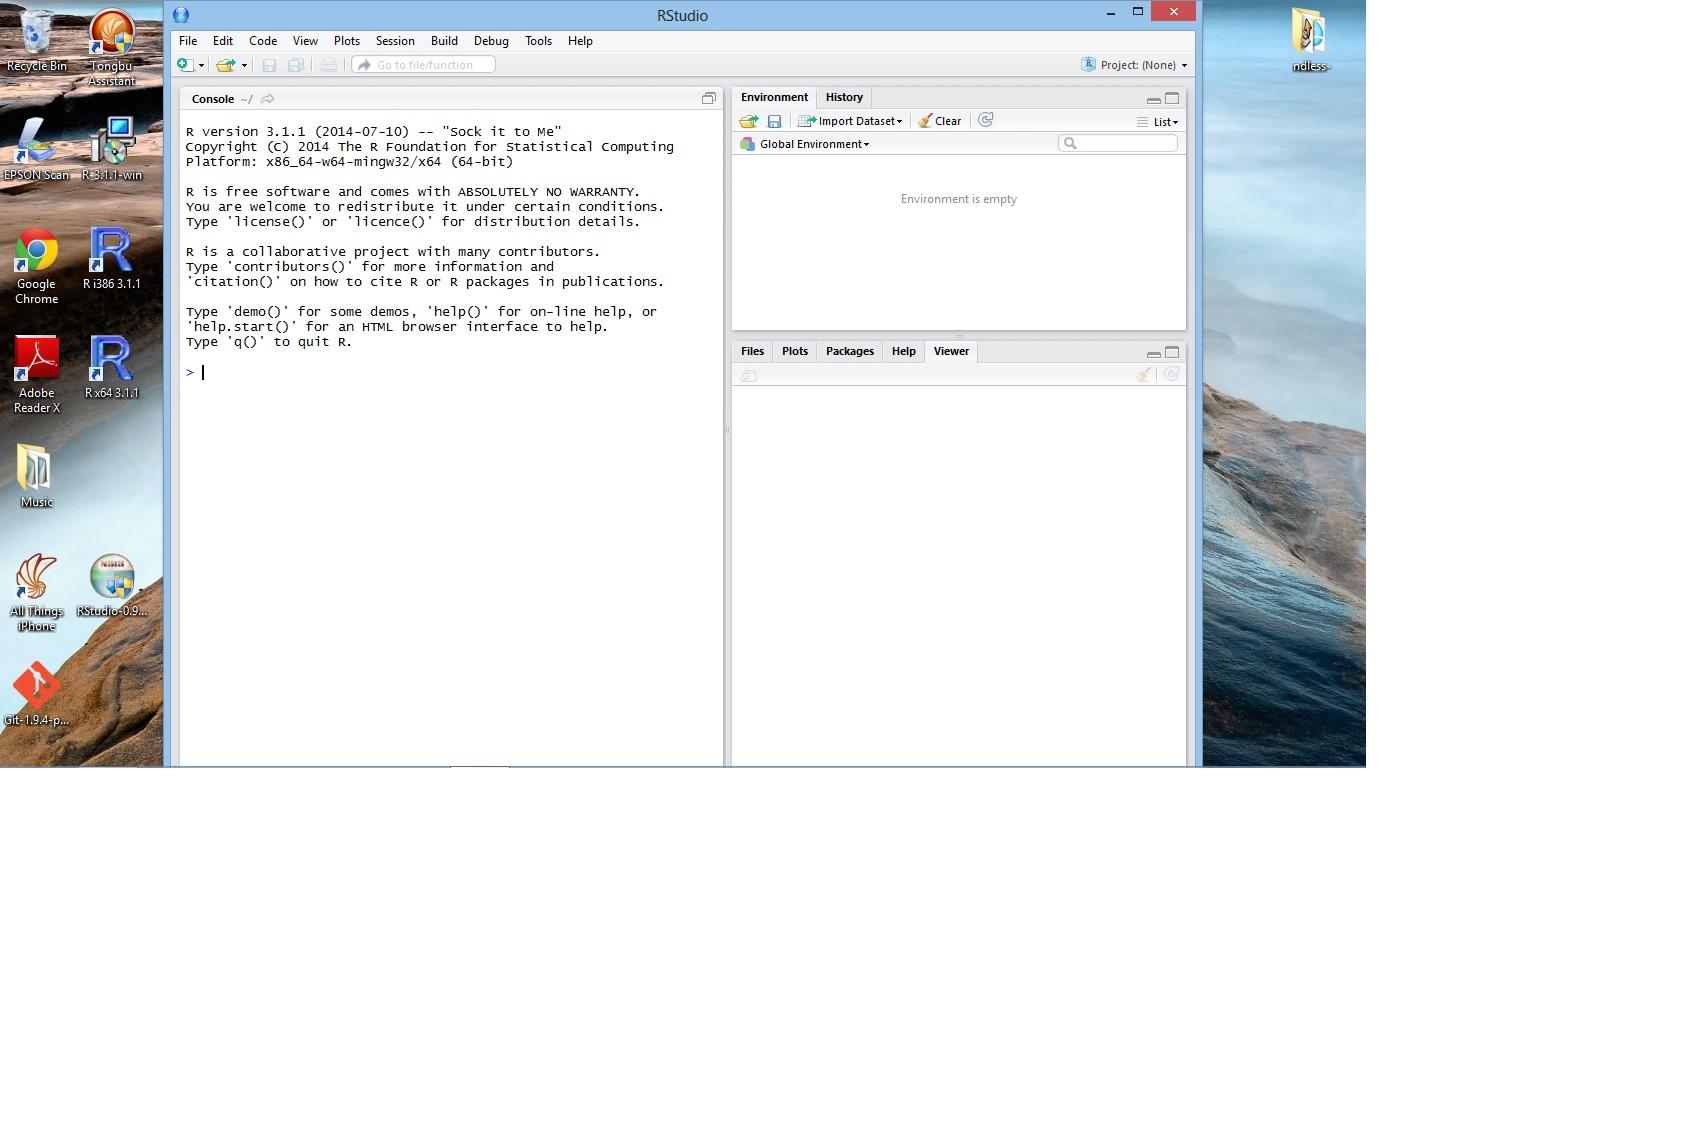 Recycle Bin
Tongbu
Assistant
EPSON Scan
R-3.1.1-win
Google
Chrome
R i386 3.1.1
Adobe
Reader X
R x64 3.1.1
Music
All Things
iPhone
RStudio-0.9...
Git-1.9.4-p...
RStudio
File Edit Code View Plots Session Build Debug Tools Help
Go to file/function
Project: (None)
Console ~/
R version 3.1.1 (2014-07-10) -- "Sock it to Me"
Copyright (C) 2014 The R Foundation for Statistical Computing
Platform: x86_64-w64-mingw32/x64 (64-bit)
R is free software and comes with ABSOLUTELY NO WARRANTY.
You are welcome to redistribute it under certain conditions.
Type 'license()' or 'licence()' for distribution details.
R is a collaborative project with many contributors.
Type 'contributors()' for more information and
'citation()' on how to cite R or R packages in publications.
Type 'demo()' for some demos, 'help()' for on-line help, or
'help.start()' for an HTML browser interface to help.
Type 'q()' to quit R.
>
Environment History
Import Dataset Clear List
Global Environment
Environment is empty
Files Plots Packages Help Viewer
ndless-